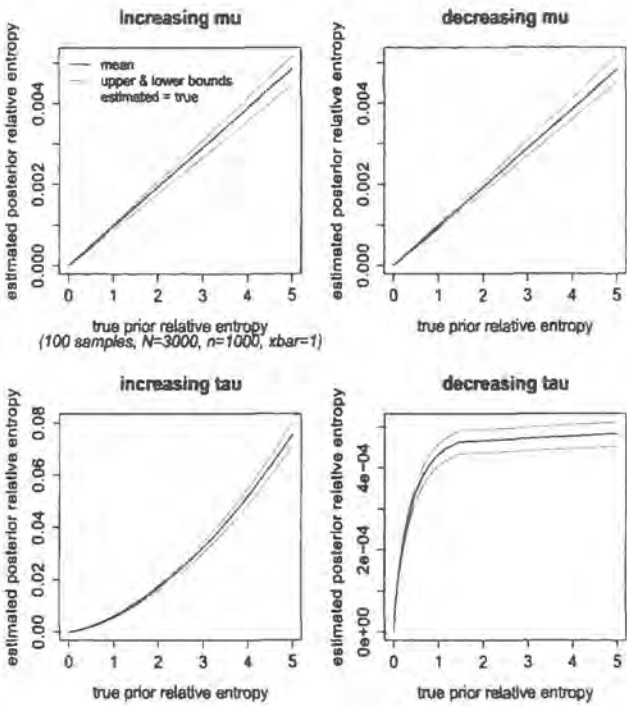 increasing mu
decreasing mu
estimated posterior relative entropy
0.000 0.002 0.004
mean
upper & lower bounds
estimated = true
0 1 2 3 4 5
true prior relative entropy
estimated posterior relative entropy
0.000 0.002 0.004
0 1 2 3 4 5
true prior relative entropy
(100 samples, N=3000, n=1000, xbar=1)
increasing tau
decreasing tau
estimated posterior relative entropy
0.00 0.02 0.04 0.06 0.08
0 1 2 3 4 5
true prior relative entropy
estimated posterior relative entropy
0e+00 2e-04 4e-04
0 1 2 3 4 5
true prior relative entropy